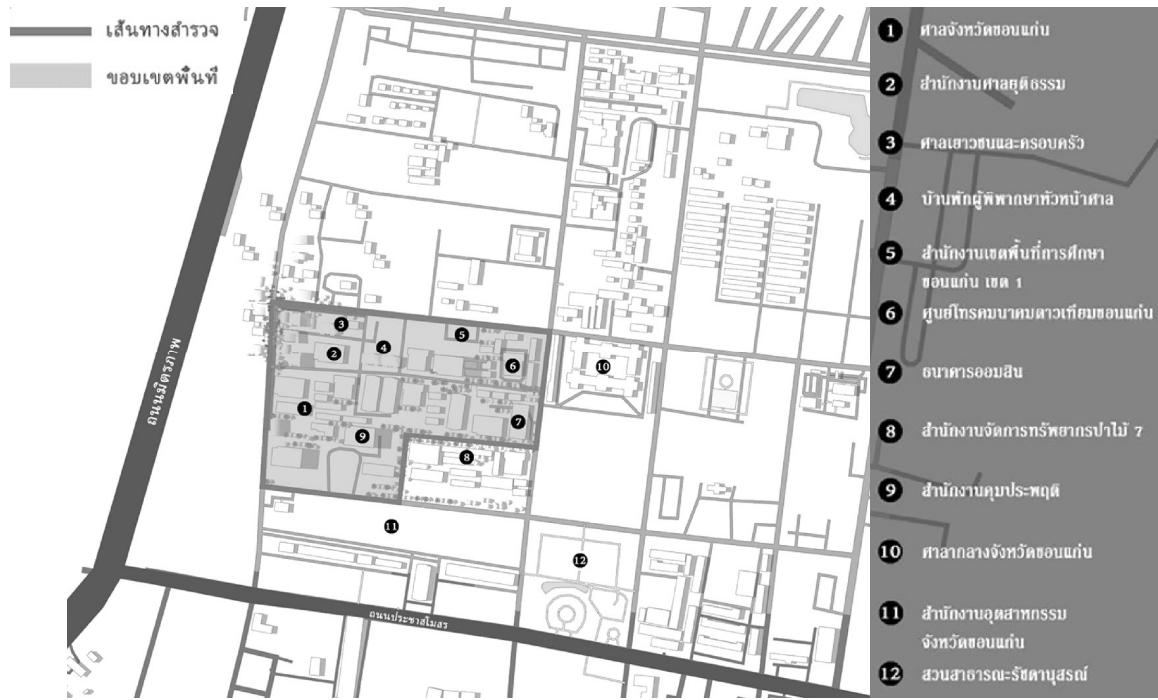 เส้นทางสำรวจ
ขอบเขตพื้นที่
ถนนมิตรภาพ
3
5
2
4
6
10
1
7
9
8
11
12
ถนนประชาสโมสร
1 ศาลจังหวัดขอนแก่น
2 สำนักงานศาลยุติธรรม
3 ศาลเยาวชนและครอบครัว
4 บ้านพักผู้พิพากษาหัวหน้าศาล
5 สำนักงานเขตพื้นที่การศึกษา
ขอนแก่น เขต 1
6 ศูนย์โทรคมนาคมดาวเทียมขอนแก่น
7 ธนาคารออมสิน
8 สำนักงานจัดการทรัพยากรป่าไม้ 7
9 สำนักงานคุมประพฤติ
10 ศาลากลางจังหวัดขอนแก่น
11 สำนักงานอุตสาหกรรม
จังหวัดขอนแก่น
12 สวนสาธารณะรัชดานุสรณ์